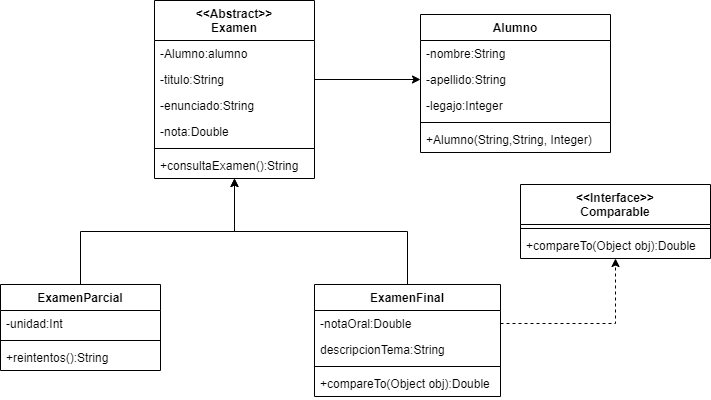 <<Abstract>>
Examen
-Alumno:alumno
-titulo:String
-enunciado:String
-nota:Double
+consultaExamen():String
Alumno
-nombre:String
-apellido:String
-legajo:Integer
+Alumno(String,String, Integer)
<<Interface>>
Comparable
+compareTo(Object obj):Double
ExamenParcial
-unidad:Int
+reintentos():String
ExamenFinal
-notaOral:Double
descripcionTema:String
+compareTo(Object obj):Double